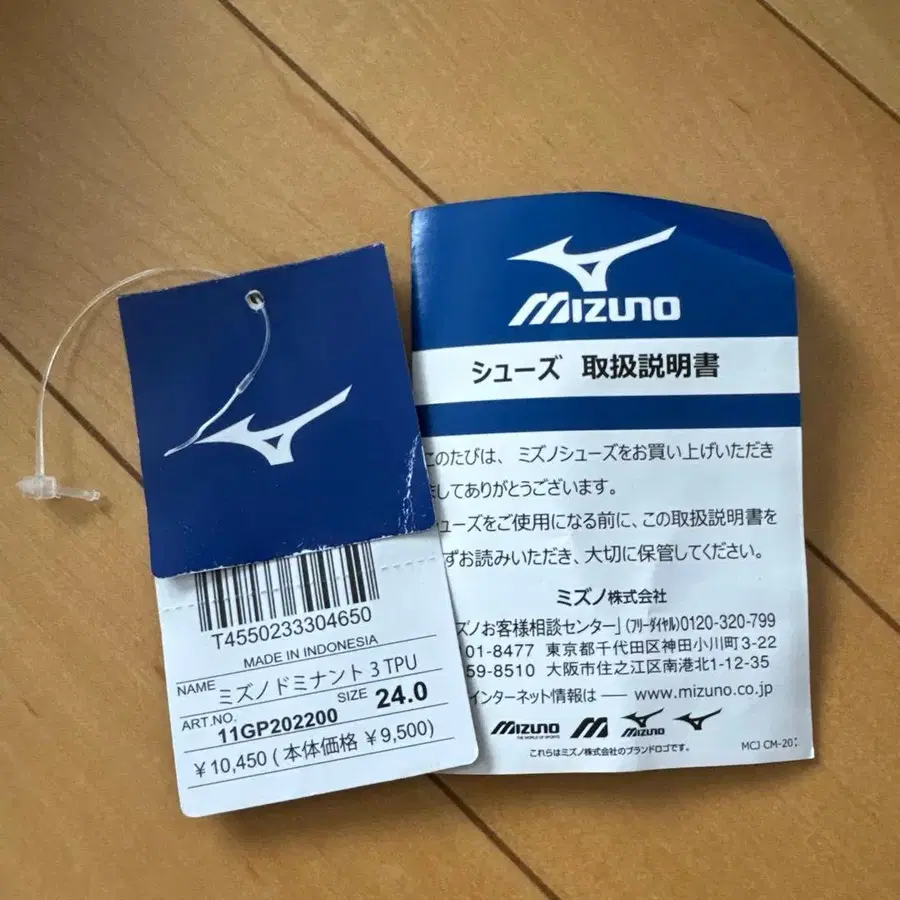 T4550233304650
MADE IN INDONESIA
NAME ミズノドミナント 3 TPU
ART.NO. 11GP202200 SIZE 24.0
¥10,450 (本体価格 ¥9,500)
MIZUNO
シューズ 取扱説明書
このたびは、ミズノシューズをお買い上げいただき
ましてありがとうございます。
ューズをご使用になる前に、この取扱説明書を
ずお読みいただき、大切に保管してください。
ミズノ株式会社
ズノお客様相談センター」(フリーダイヤル)0120-320-799
01-8477 東京都千代田区神田小川町3-22
59-8510 大阪市住之江区南港北1-12-35
インターネット情報は — www.mizuno.co.jp
MIZUNO THE WORLD OF SPORTS MIZUNO
これらはミズノ株式会社のブランドロゴです。
MCJ CM-20